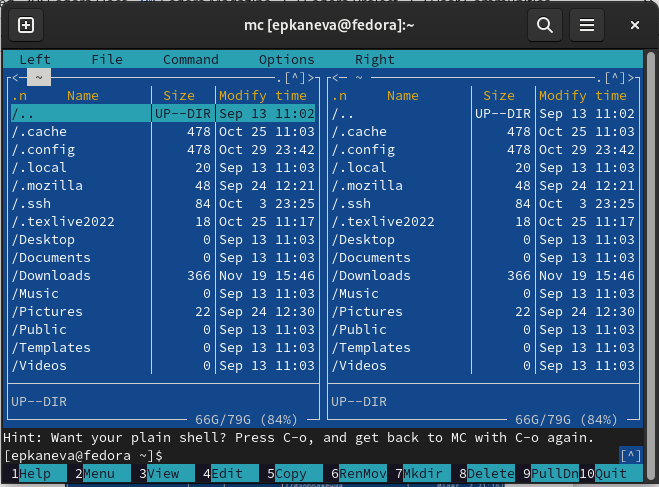 mc [epkaneva@fedora]:~
Left File Command Options Right
<─ ~ .[^]> <─ ~ .[^]>
.n Name Size Modify time .n Name Size Modify time
/.. UP--DIR Sep 13 11:02 /.. UP--DIR Sep 13 11:02
/.cache 478 Oct 25 11:03 /.cache 478 Oct 25 11:03
/.config 478 Oct 29 23:42 /.config 478 Oct 29 23:42
/.local 20 Sep 13 11:03 /.local 20 Sep 13 11:03
/.mozilla 48 Sep 24 12:21 /.mozilla 48 Sep 24 12:21
/.ssh 84 Oct 3 23:25 /.ssh 84 Oct 3 23:25
/.texlive2022 18 Oct 25 11:17 /.texlive2022 18 Oct 25 11:17
/Desktop 0 Sep 13 11:03 /Desktop 0 Sep 13 11:03
/Documents 0 Sep 13 11:03 /Documents 0 Sep 13 11:03
/Downloads 366 Nov 19 15:46 /Downloads 366 Nov 19 15:46
/Music 0 Sep 13 11:03 /Music 0 Sep 13 11:03
/Pictures 22 Sep 24 12:30 /Pictures 22 Sep 24 12:30
/Public 0 Sep 13 11:03 /Public 0 Sep 13 11:03
/Templates 0 Sep 13 11:03 /Templates 0 Sep 13 11:03
/Videos 0 Sep 13 11:03 /Videos 0 Sep 13 11:03
UP--DIR UP--DIR
66G/79G (84%) 66G/79G (84%)
Hint: Want your plain shell? Press C-o, and get back to MC with C-o again.
[epkaneva@fedora ~]$ [^]
1Help 2Menu 3View 4Edit 5Copy 6RenMov 7Mkdir 8Delete 9PullDn 10Quit